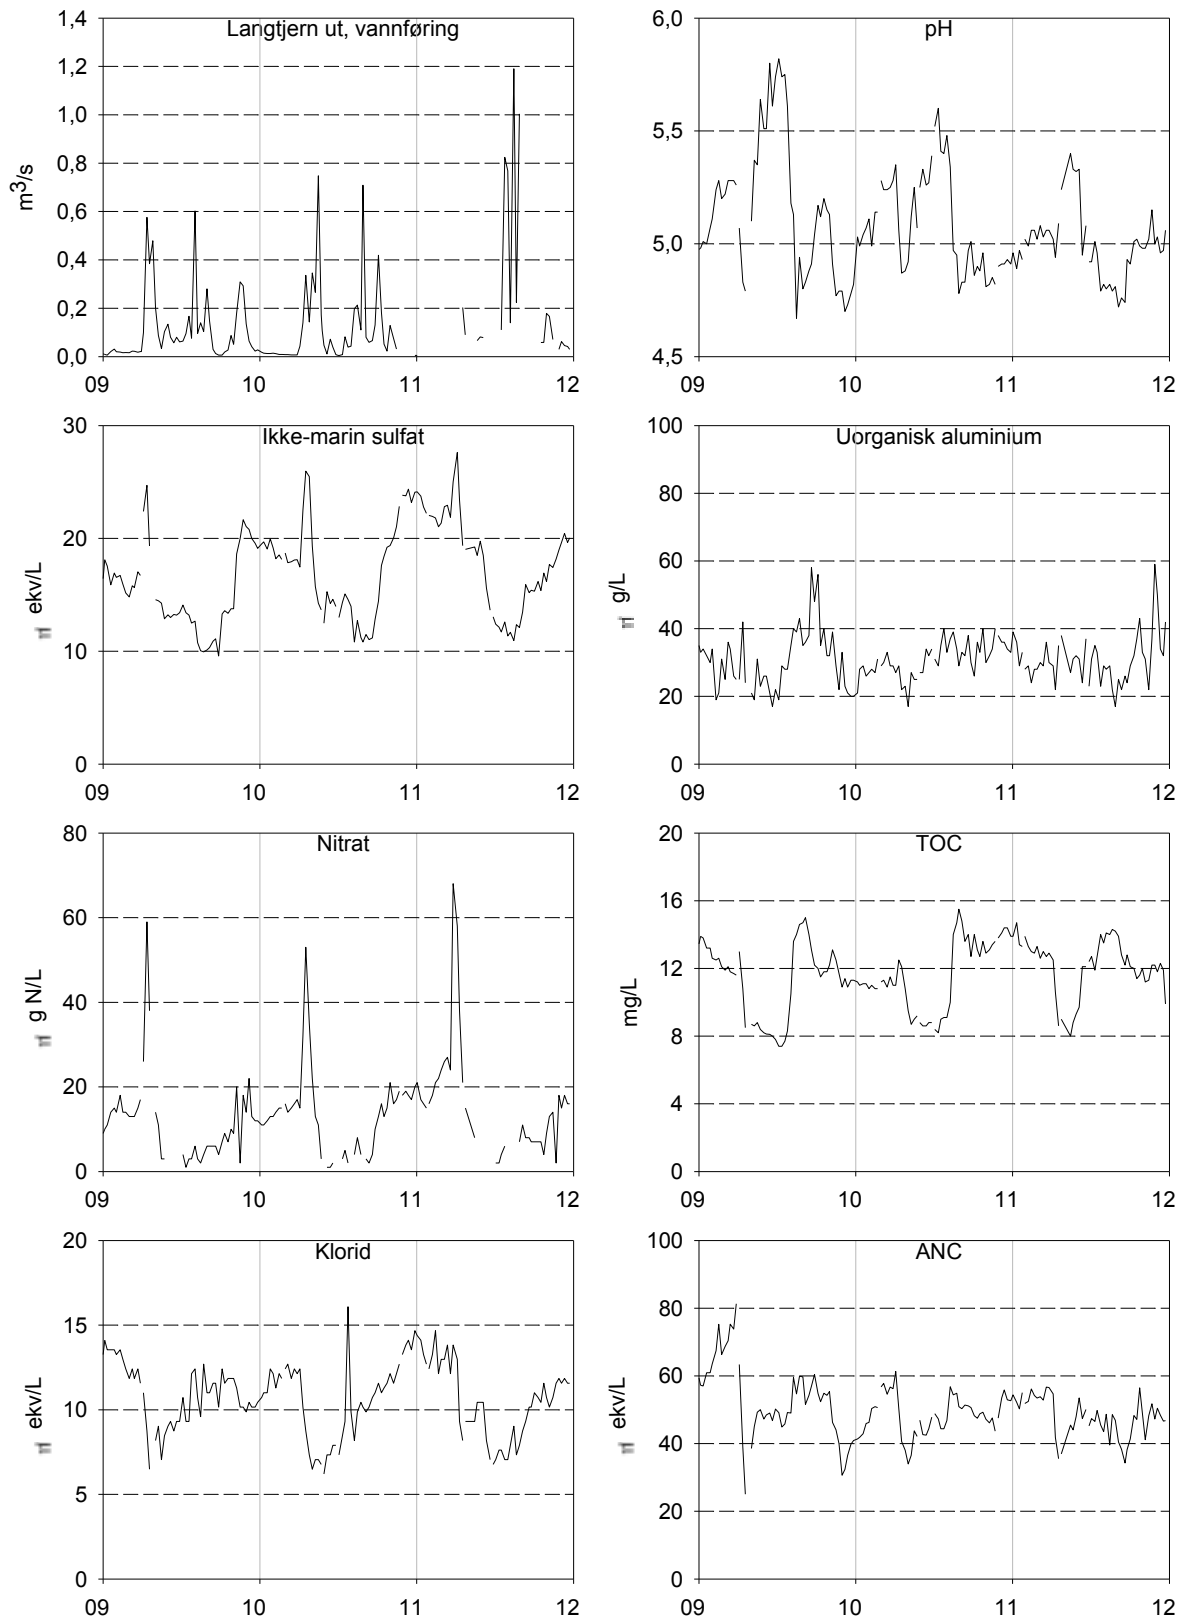 Langtjern ut, vannføring
m3/s
1,4
1,2
1,0
0,8
0,6
0,4
0,2
0,0
09 10 11 12
pH
6,0
5,5
5,0
4,5
09 10 11 12
Ikke-marin sulfat
ekv/L
30
20
10
0
09 10 11 12
Uorganisk aluminium
g/L
100
80
60
40
20
0
09 10 11 12
Nitrat
g N/L
80
60
40
20
0
09 10 11 12
TOC
mg/L
20
16
12
8
4
0
09 10 11 12
Klorid
ekv/L
20
15
10
5
0
09 10 11 12
ANC
ekv/L
100
80
60
40
20
0
09 10 11 12